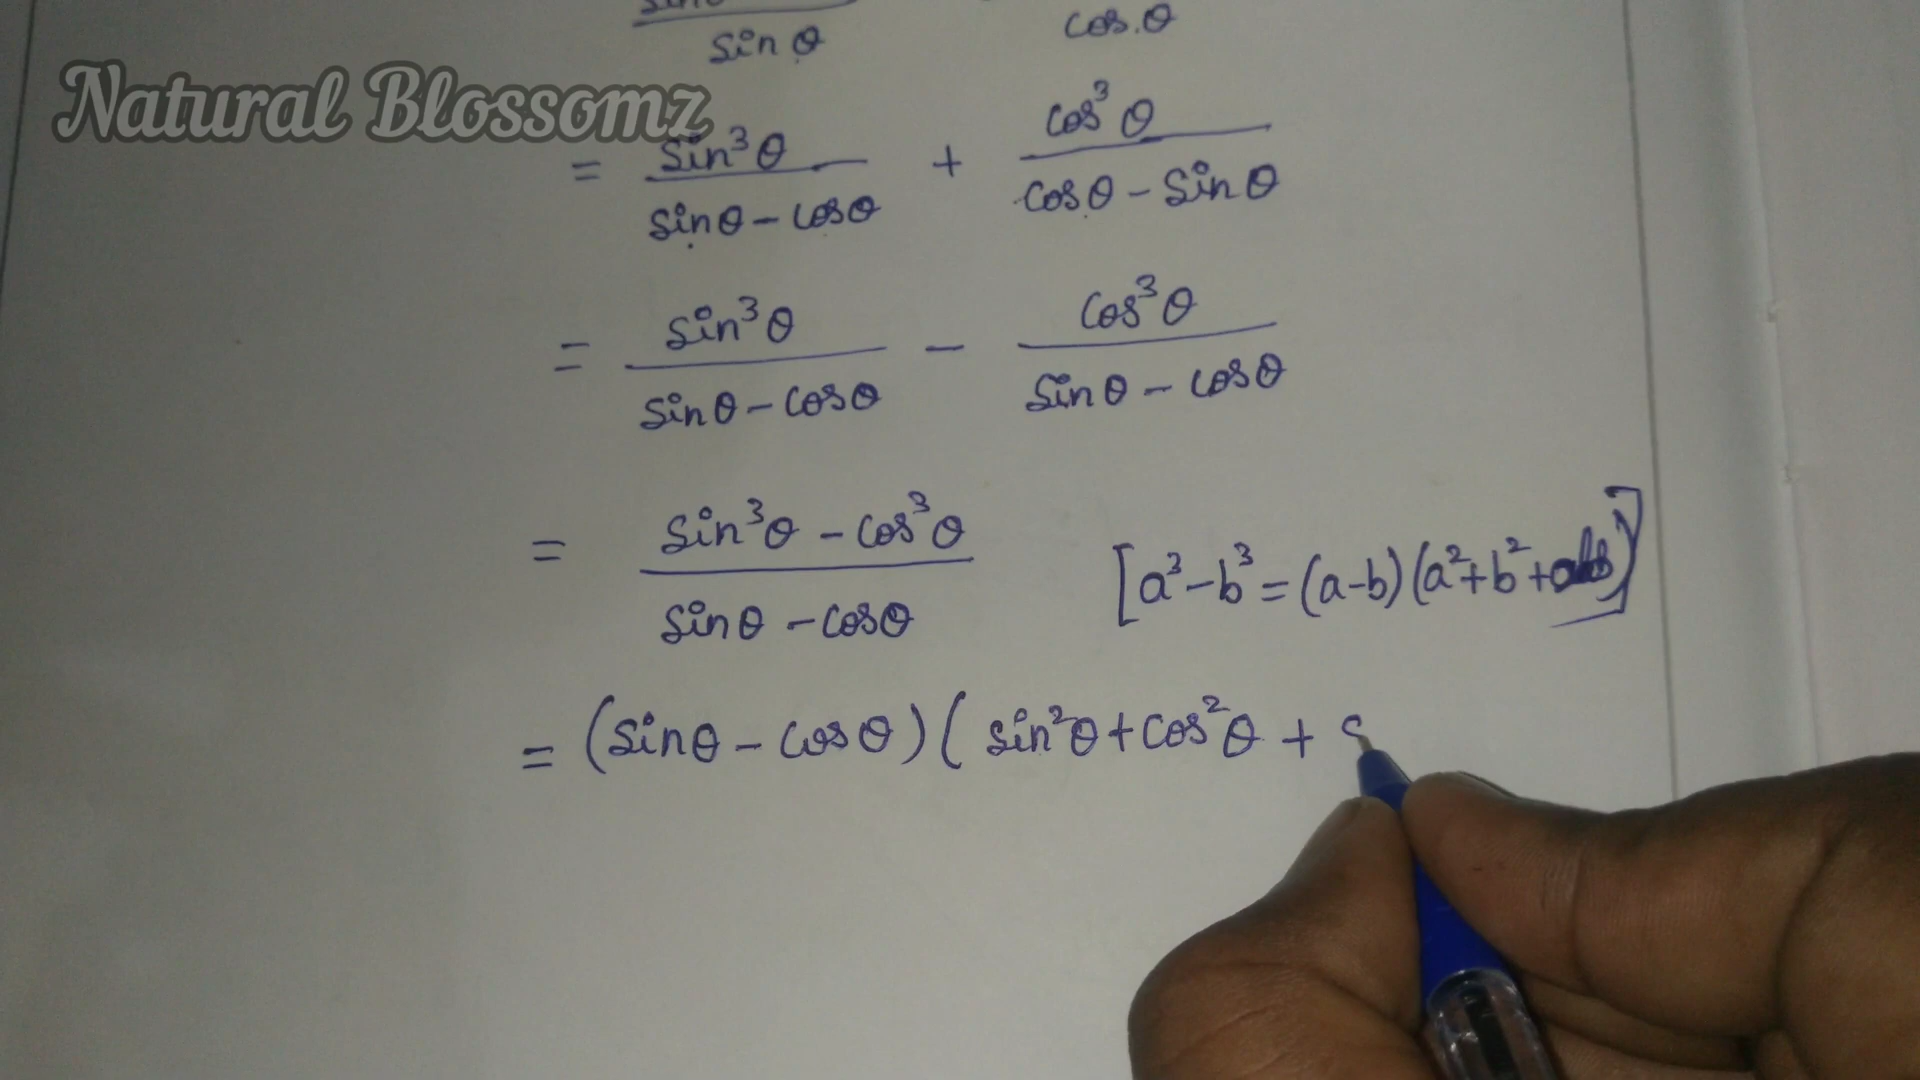 sinθ cos.θ
Natural Blossomz
= sin³θ/(sinθ - cosθ) + cos³θ/(cosθ - sinθ)
= sin³θ/(sinθ - cosθ) - cos³θ/(sinθ - cosθ)
= (sin³θ - cos³θ)/(sinθ - cosθ) [a³-b³=(a-b)(a²+b²+ab)]
= (sinθ - cosθ)( sin²θ+cos²θ + s